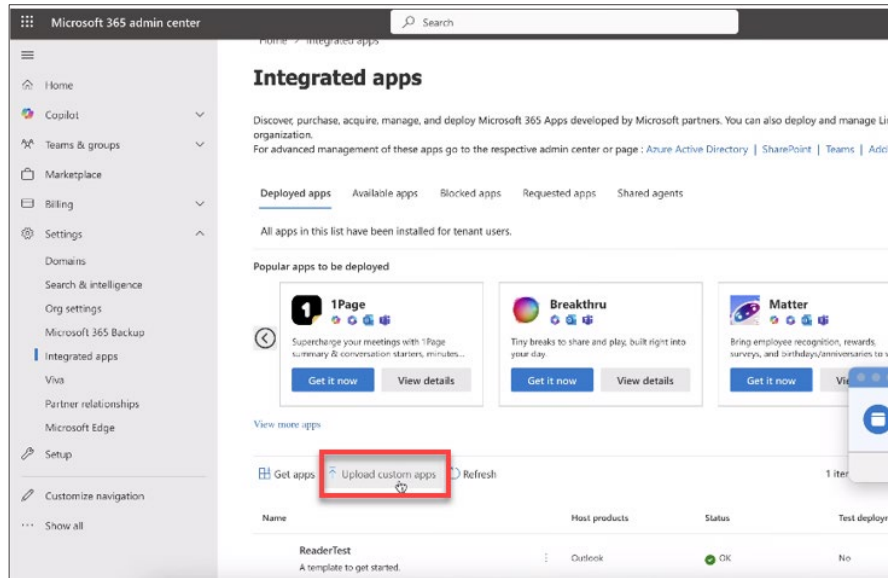 Microsoft 365 admin center
Search
Home > Integrated apps
Home
Copilot
Teams & groups
Marketplace
Billing
Settings
Domains
Search & intelligence
Org settings
Microsoft 365 Backup
Integrated apps
Viva
Partner relationships
Microsoft Edge
Setup
Customize navigation
Show all
Integrated apps
Discover, purchase, acquire, manage, and deploy Microsoft 365 Apps developed by Microsoft partners. You can also deploy and manage Li
organization.
For advanced management of these apps go to the respective admin center or page : Azure Active Directory | SharePoint | Teams | Add
Deployed apps Available apps Blocked apps Requested apps Shared agents
All apps in this list have been installed for tenant users.
Popular apps to be deployed
1Page
Supercharge your meetings with 1Page
summary & conversation starters, minutes...
Get it now View details
Breakthru
Tiny breaks to share and play, built right into
your day.
Get it now View details
Matter
Bring employee recognition, rewards,
surveys, and birthdays/anniversaries to
Get it now
View more apps
Get apps Upload custom apps Refresh 1 iter
Name Host products Status Test deploy
ReaderTest Outlook OK No
A template to get started.